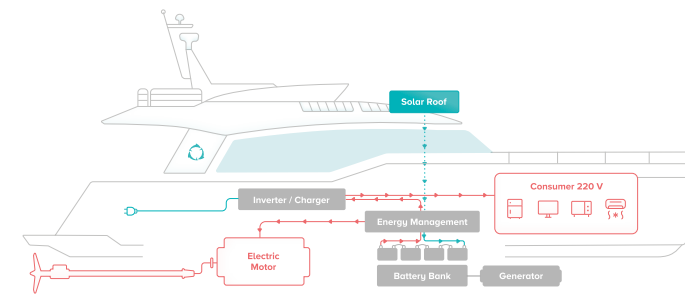 Solar Roof
Consumer 220 V
Inverter / Charger
Energy Management
Electric
Motor
Battery Bank
Generator